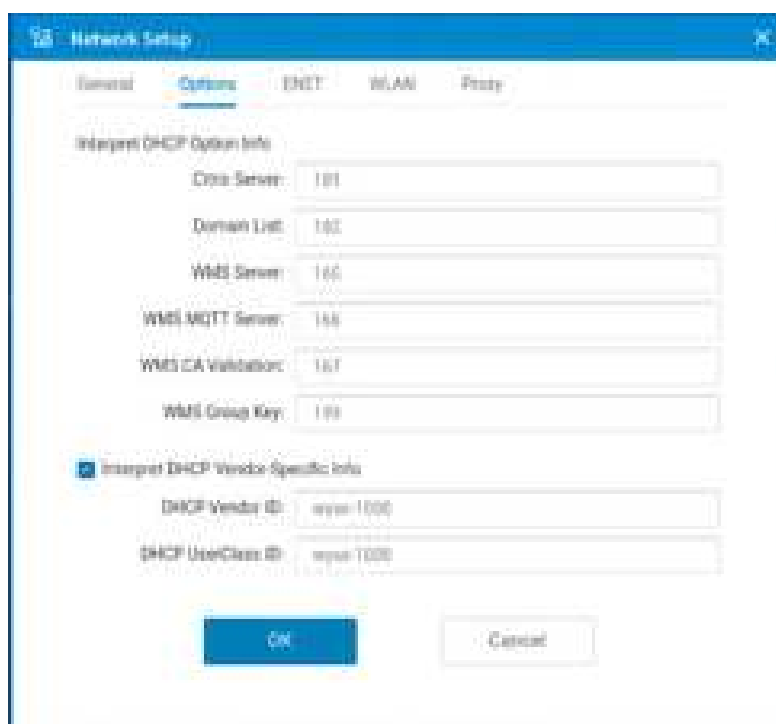 Network Setup
General Options ENET WLAN Proxy
Interpret DHCP Option Info
Citrix Server: 181
Domain List: 182
WMS Server: 165
WMS MQTT Server: 166
WMS CA Validation: 167
WMS Group Key: 199
Interpret DHCP Vendor-Specific Info
DHCP Vendor ID: wyse-1000
DHCP UserClass ID: wyse-1000
OK
Cancel